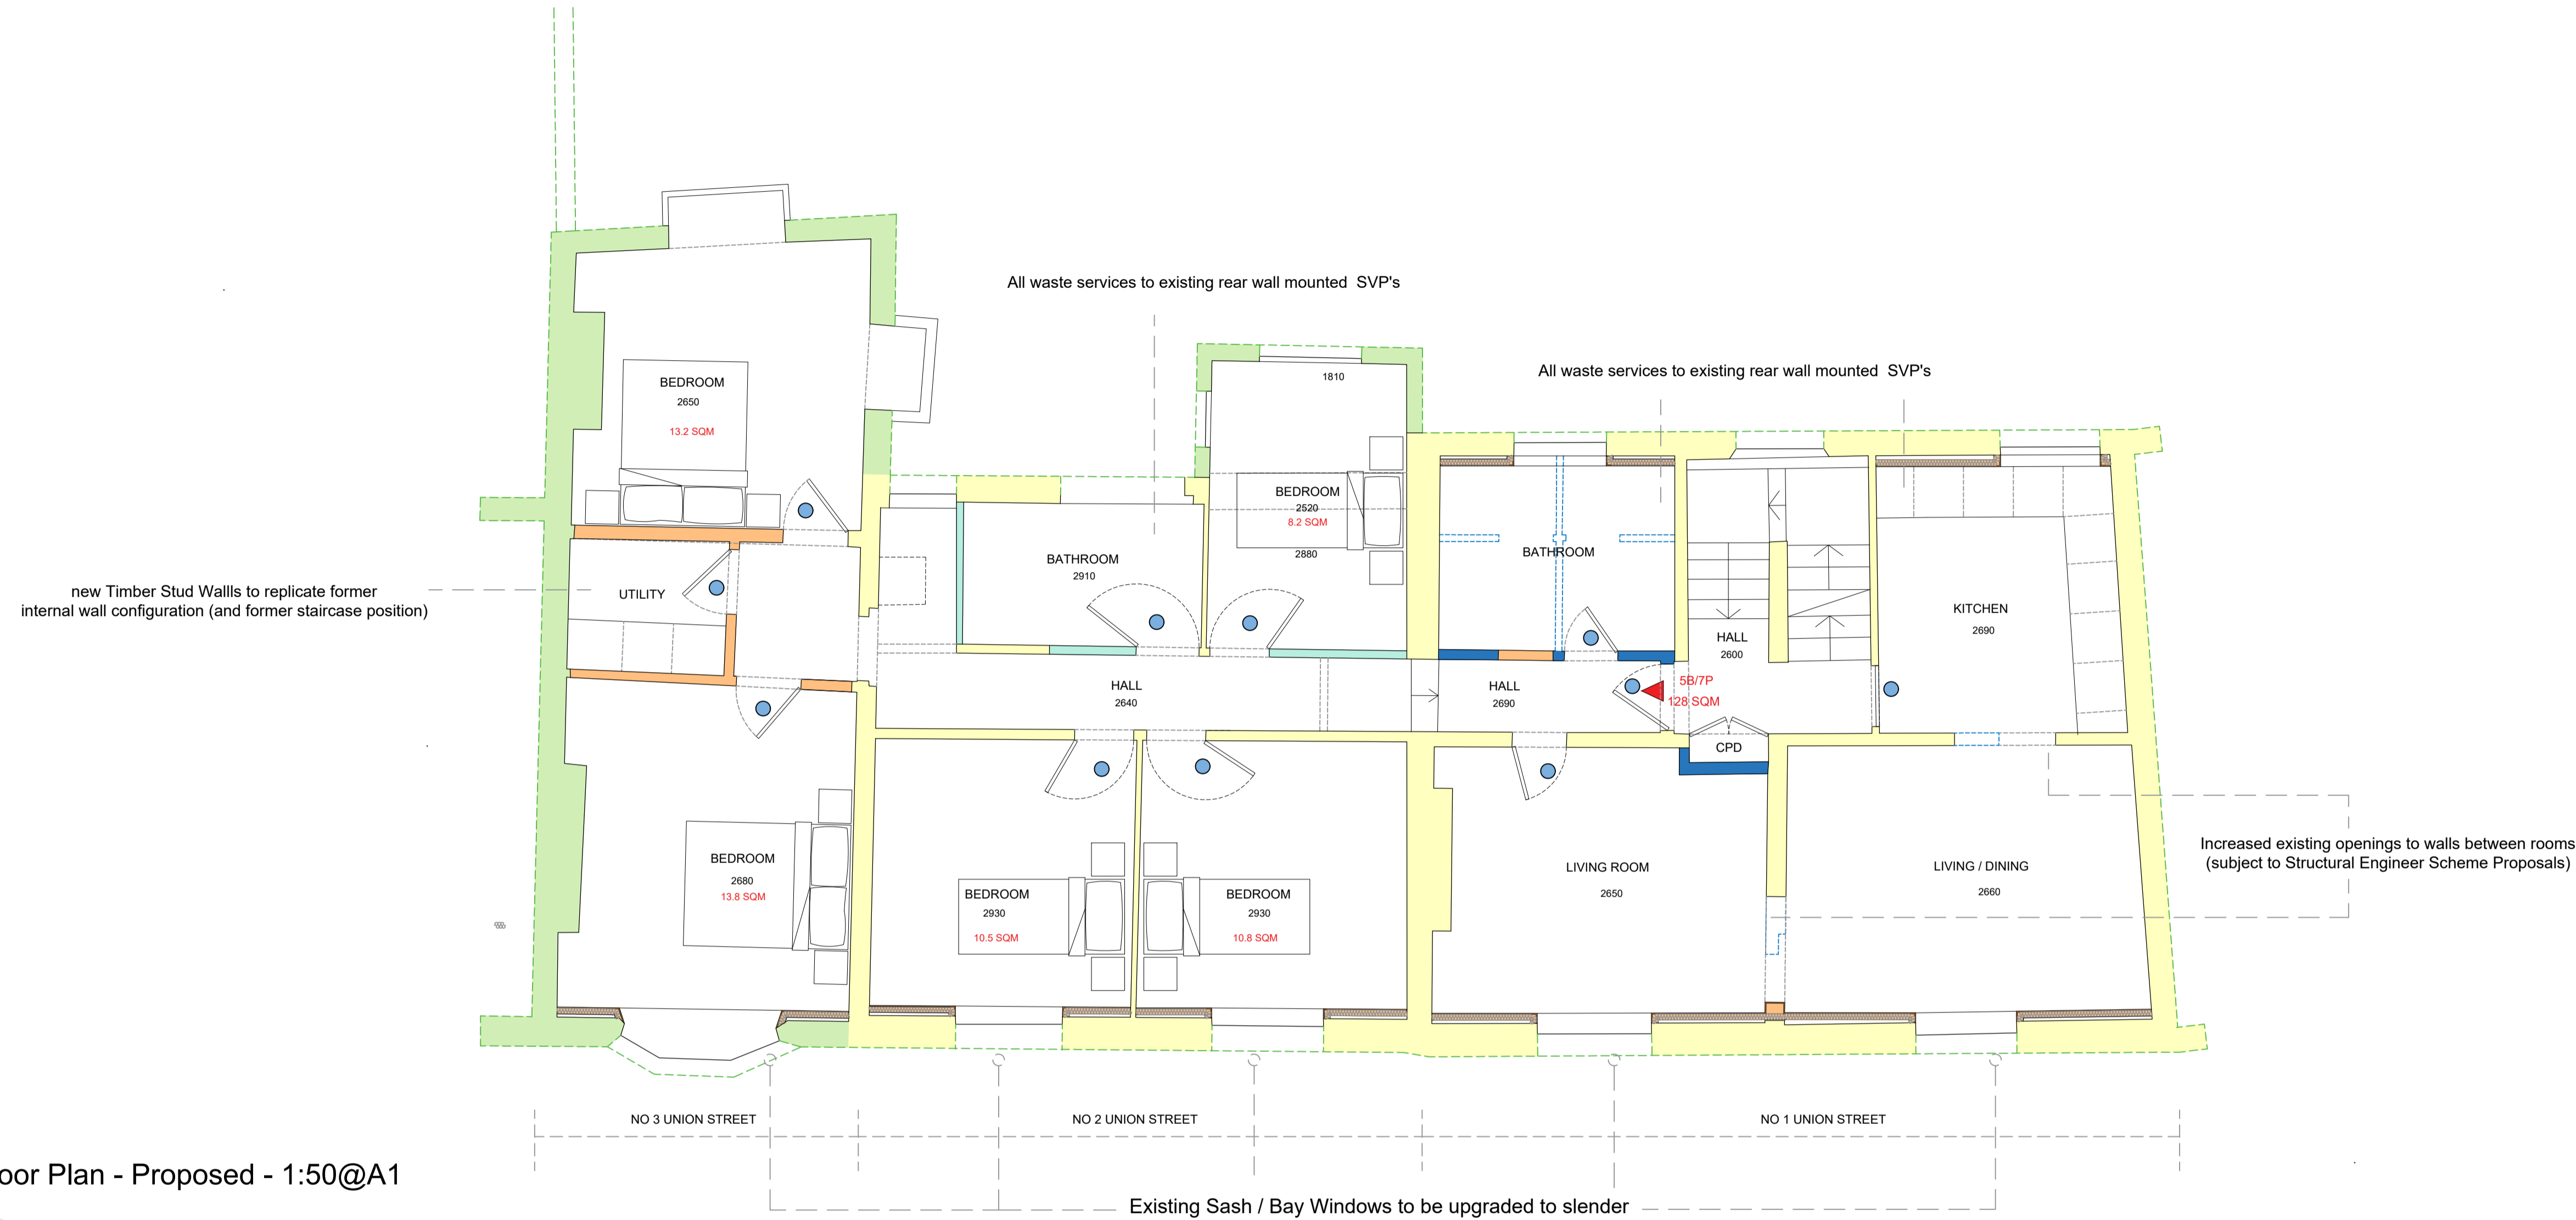 All waste services to existing rear wall mounted  SVP's
All waste services to existing rear wall mounted  SVP's
1810
BEDROOM
2650
13.2 SQM
BEDROOM
2520
8.2 SQM
2880
BATHROOM
2910
BATHROOM
new Timber Stud Wallls to replicate former
internal wall configuration (and former staircase position)
UTILITY
KITCHEN
2690
HALL
2600
HALL
2640
HALL
2690
5B/7P
128 SQM
CPD
BEDROOM
2680
13.8 SQM
BEDROOM
2930
10.5 SQM
BEDROOM
2930
10.8 SQM
LIVING ROOM
2650
LIVING / DINING
2660
Increased existing openings to walls between rooms
(subject to Structural Engineer Scheme Proposals)
NO 3 UNION STREET
NO 2 UNION STREET
NO 1 UNION STREET
oor Plan - Proposed - 1:50@A1
Existing Sash / Bay Windows to be upgraded to slender